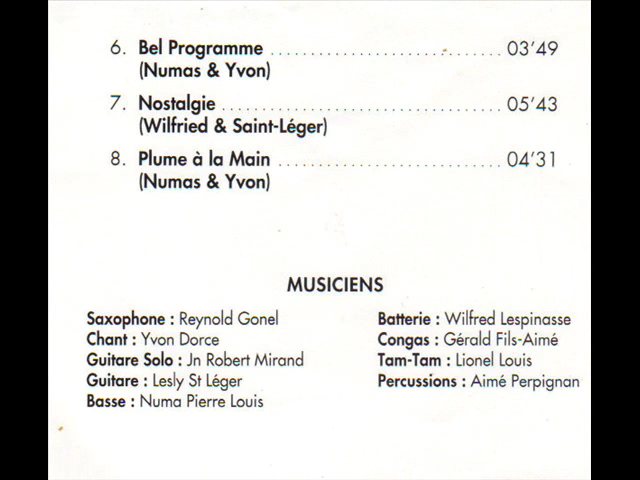 6. Bel Programme ........................ 03’49
(Numas & Yvon)
7. Nostalgie ........................ 05’43
(Wilfried & Saint-Léger)
8. Plume à la Main ........................ 04’31
(Numas & Yvon)
MUSICIENS
Saxophone : Reynold Gonel
Chant : Yvon Dorce
Guitare Solo : Jn Robert Mirand
Guitare : Lesly St Léger
Basse : Numa Pierre Louis
Batterie : Wilfred Lespinasse
Congas : Gérald Fils-Aimé
Tam-Tam : Lionel Louis
Percussions : Aimé Perpignan